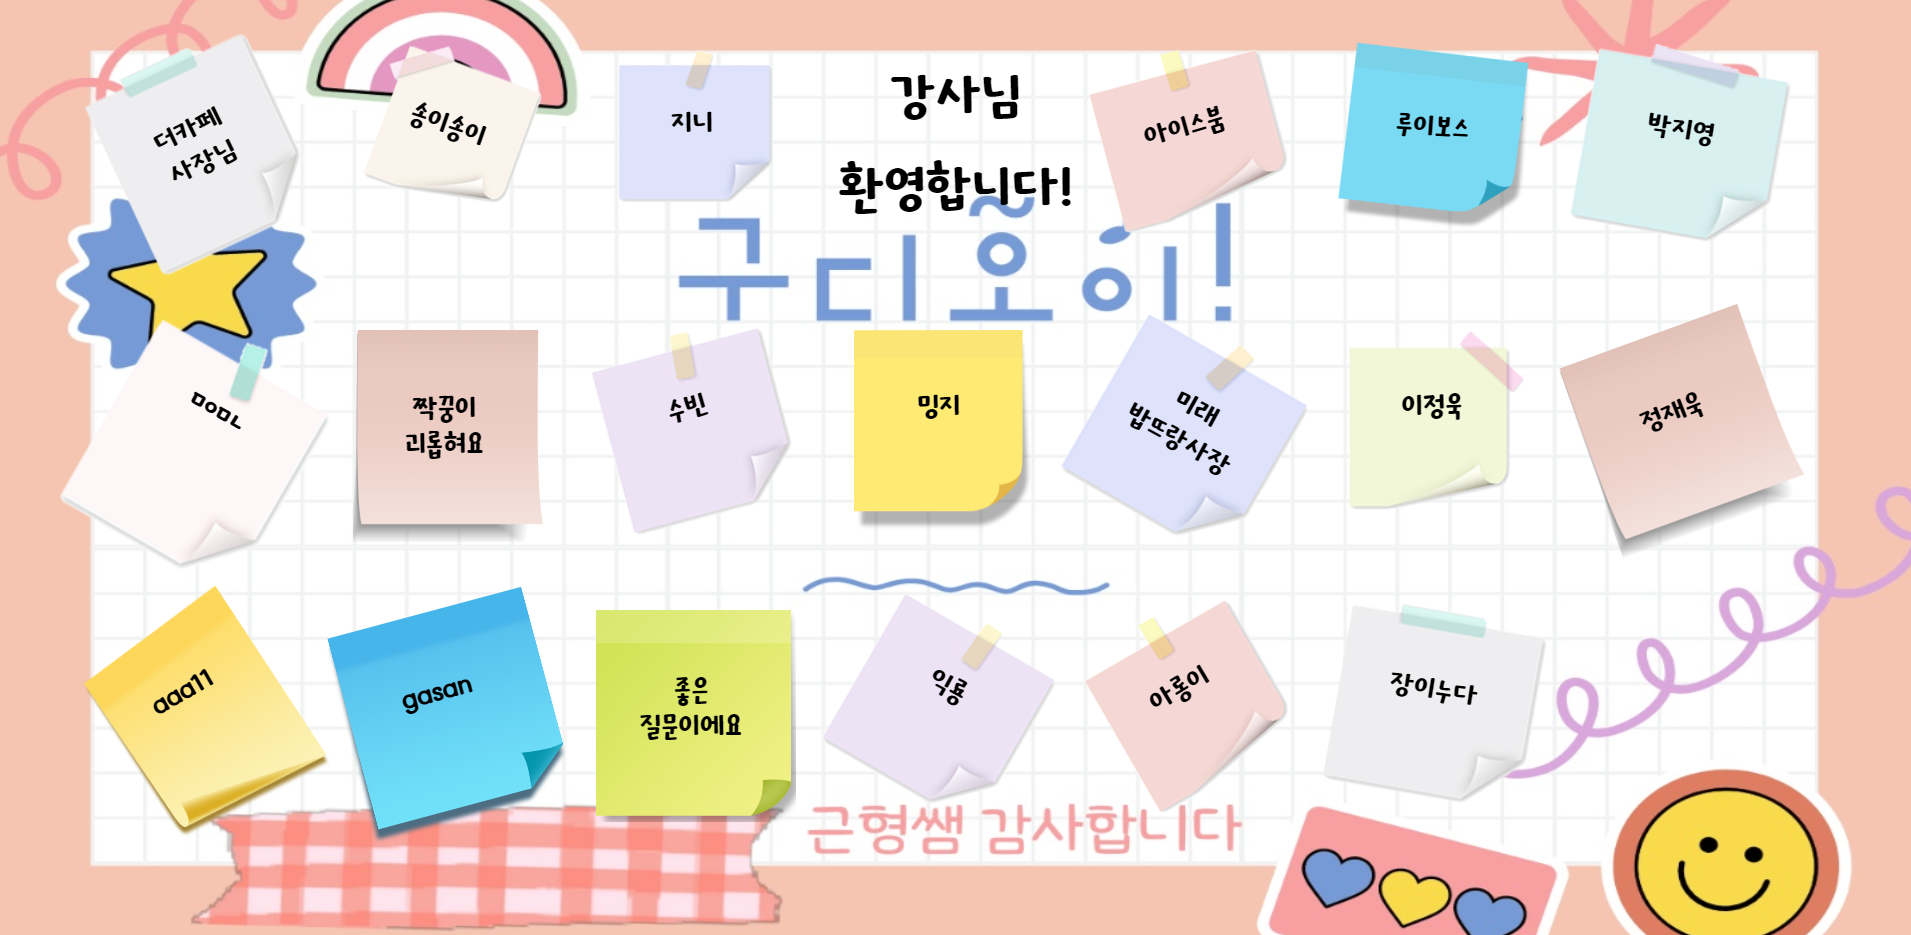 강사님
환영합니다!
구디오이!
더카페
사장님
송이송이
지니
아이스붐
루이보스
박지영
ㅁㅇㅁㄴ
짝꿍이
괴롭혀요
수빈
밍지
미래
밥뜨랑사장
이정욱
정재욱
aaa11
gasan
좋은
질문이에요
익룡
아롱이
장이누다
근형쌤 감사합니다